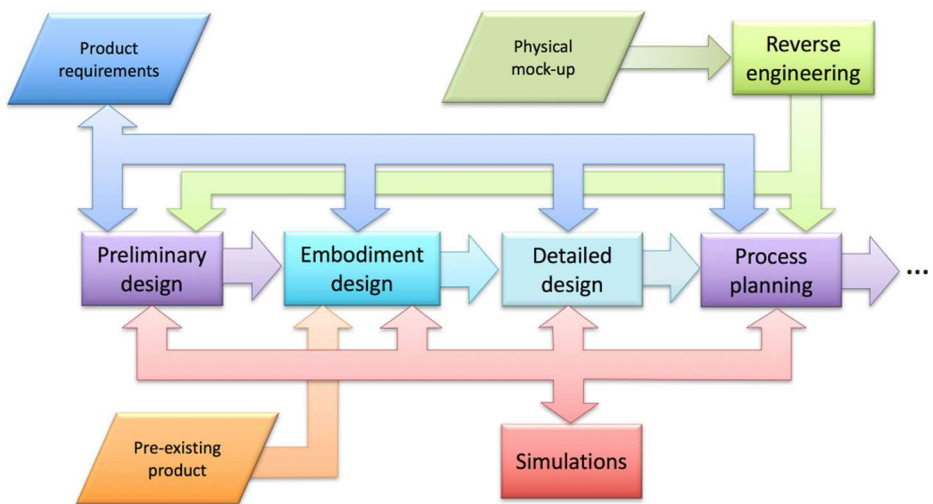 Product
requirements
Physical
mock-up
Reverse
engineering
Preliminary
design
Embodiment
design
Detailed
design
Process
planning
...
Pre-existing
product
Simulations